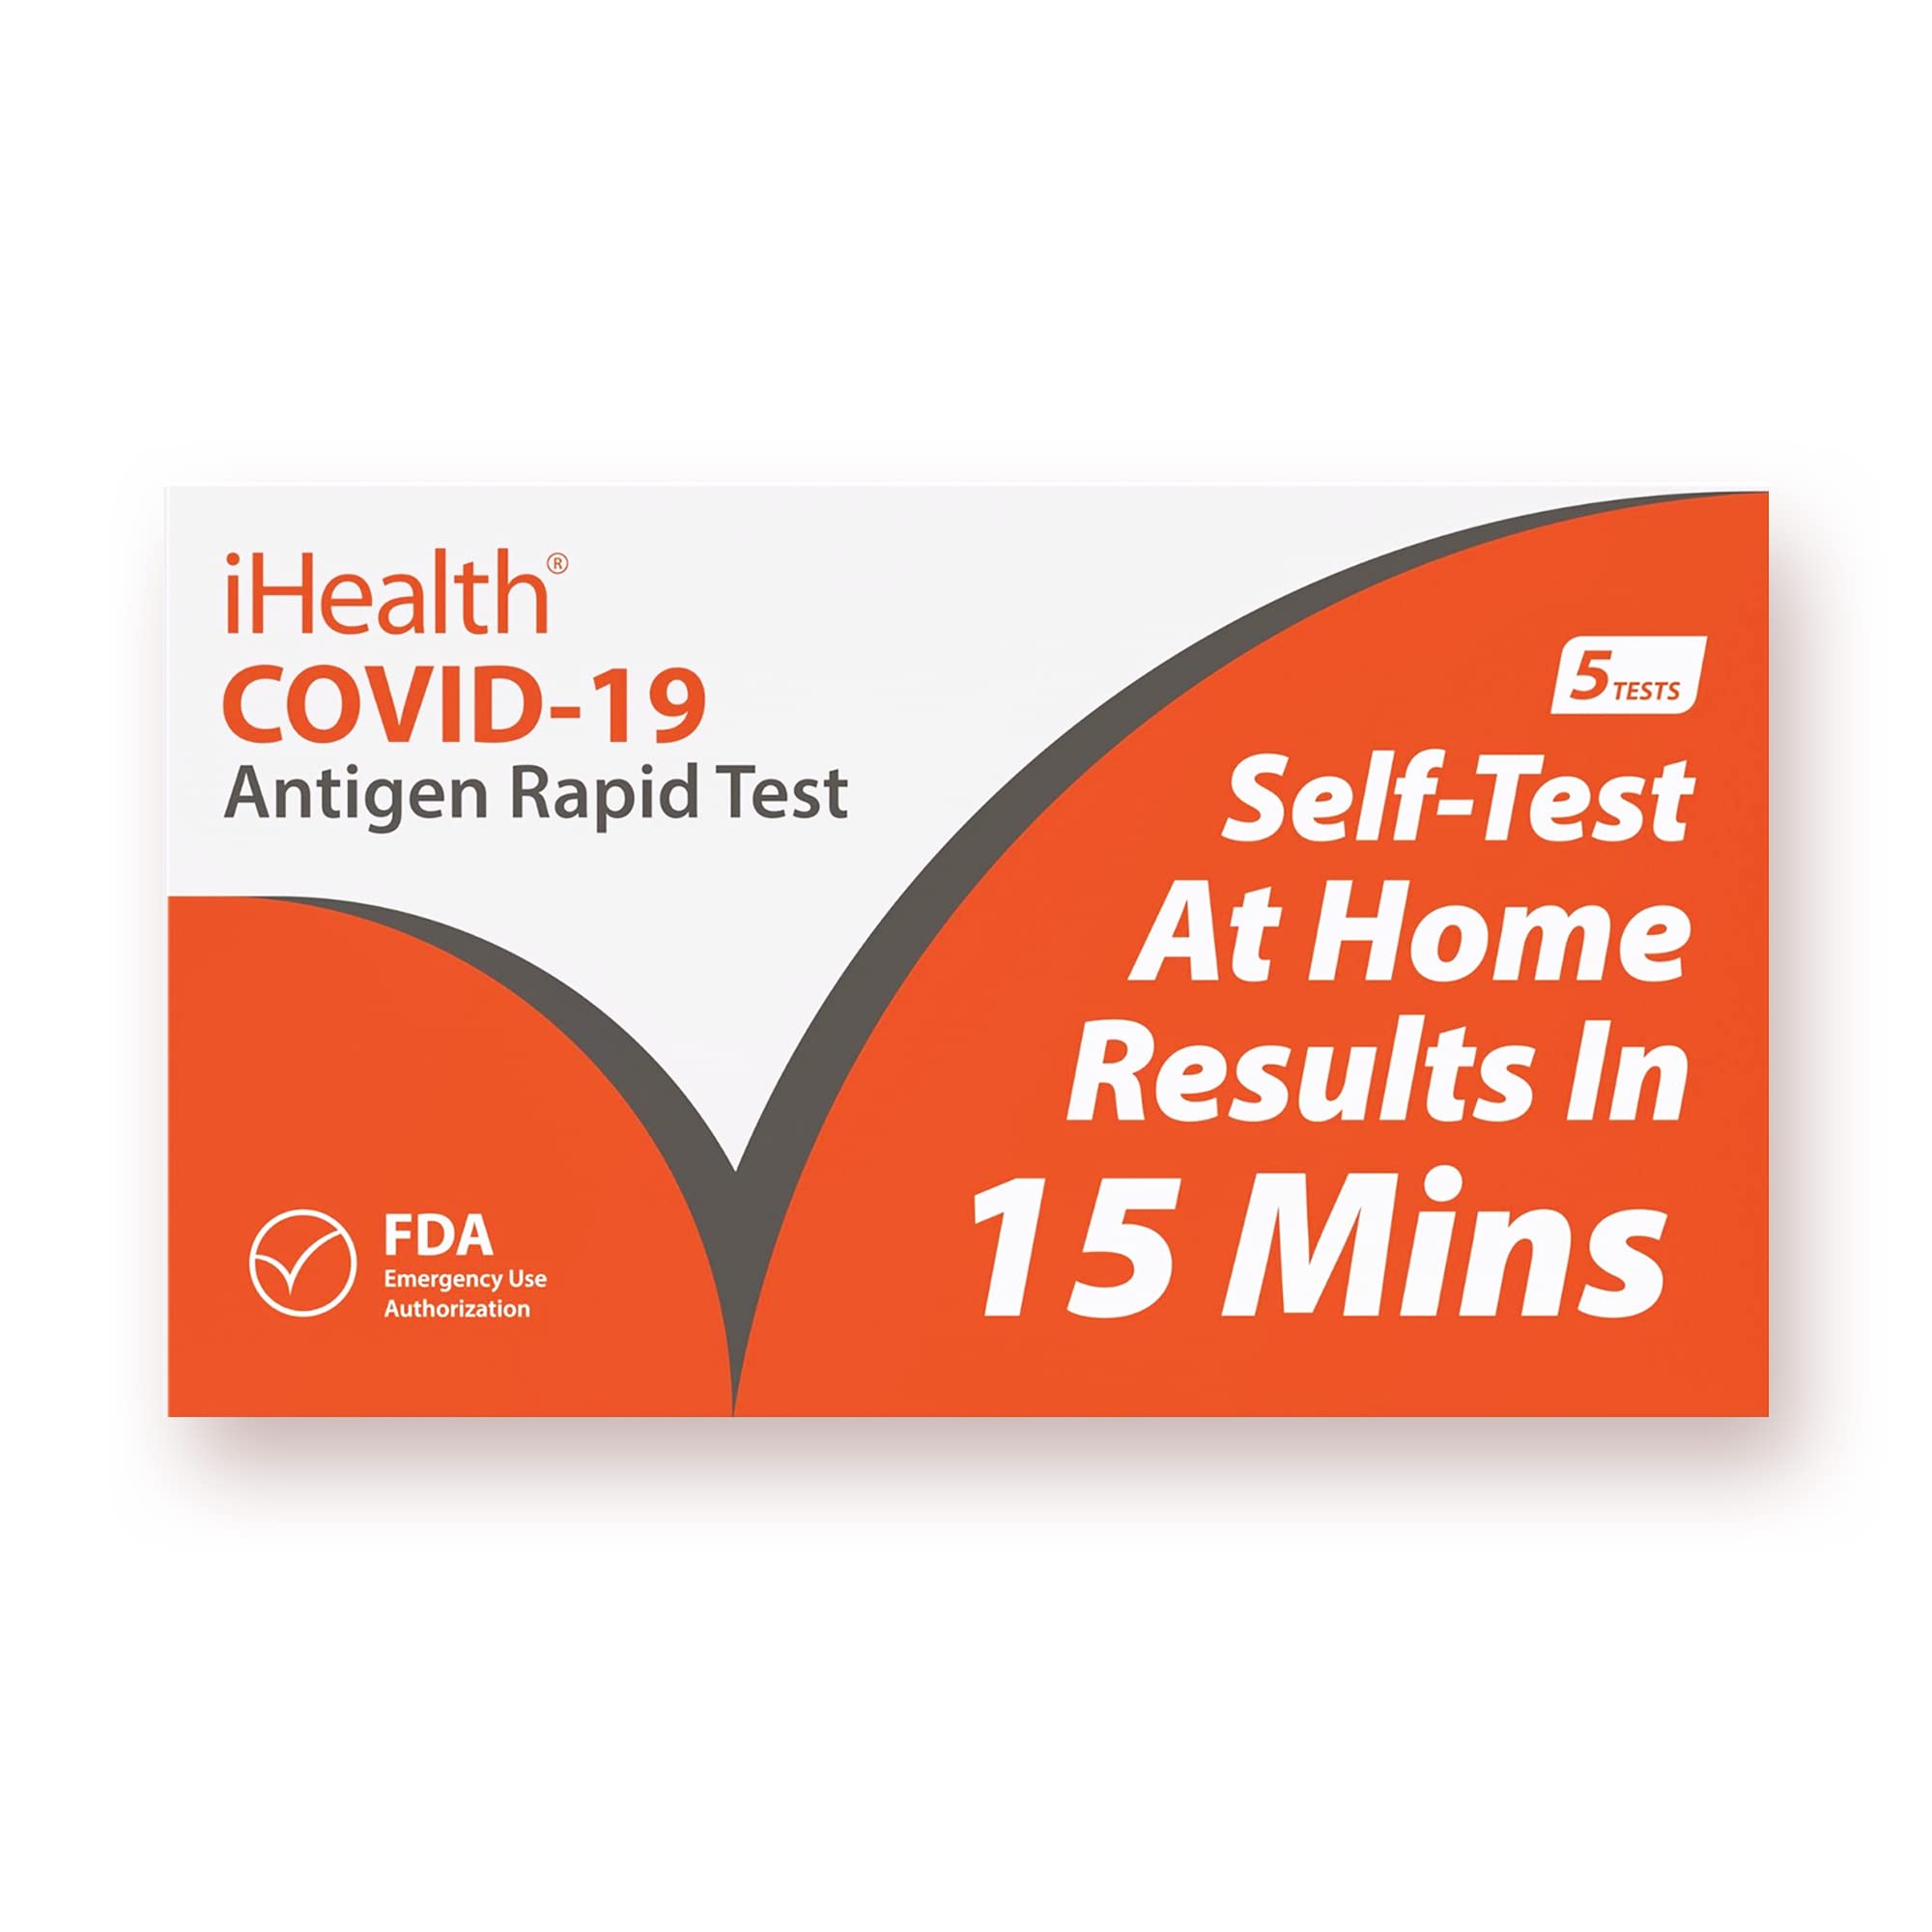 iHealth®
COVID-19
Antigen Rapid Test
5 TESTS
Self-Test
At Home
Results In
15 Mins
FDA
Emergency Use
Authorization